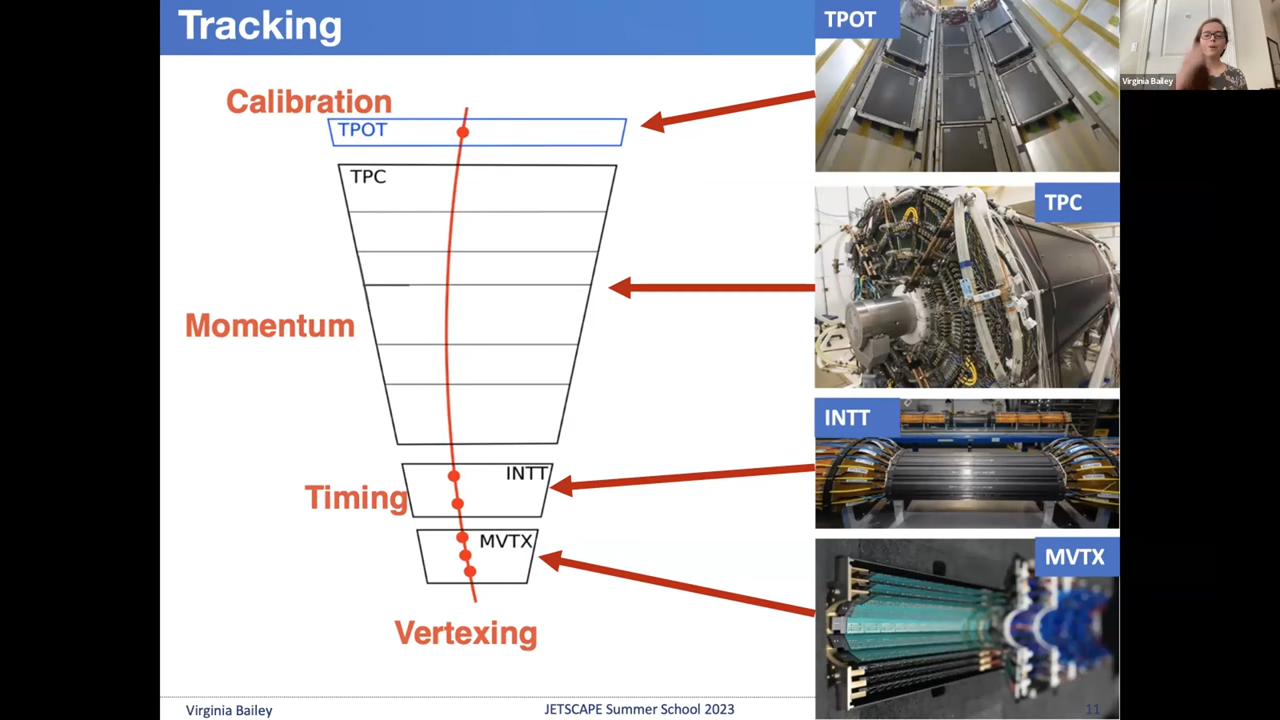 Tracking
Calibration
TPOT
TPC
Momentum
Timing
INTT
MVTX
Vertexing
TPOT
TPC
INTT
MVTX
Virginia Bailey
Virginia Bailey
JETSCAPE Summer School 2023
11